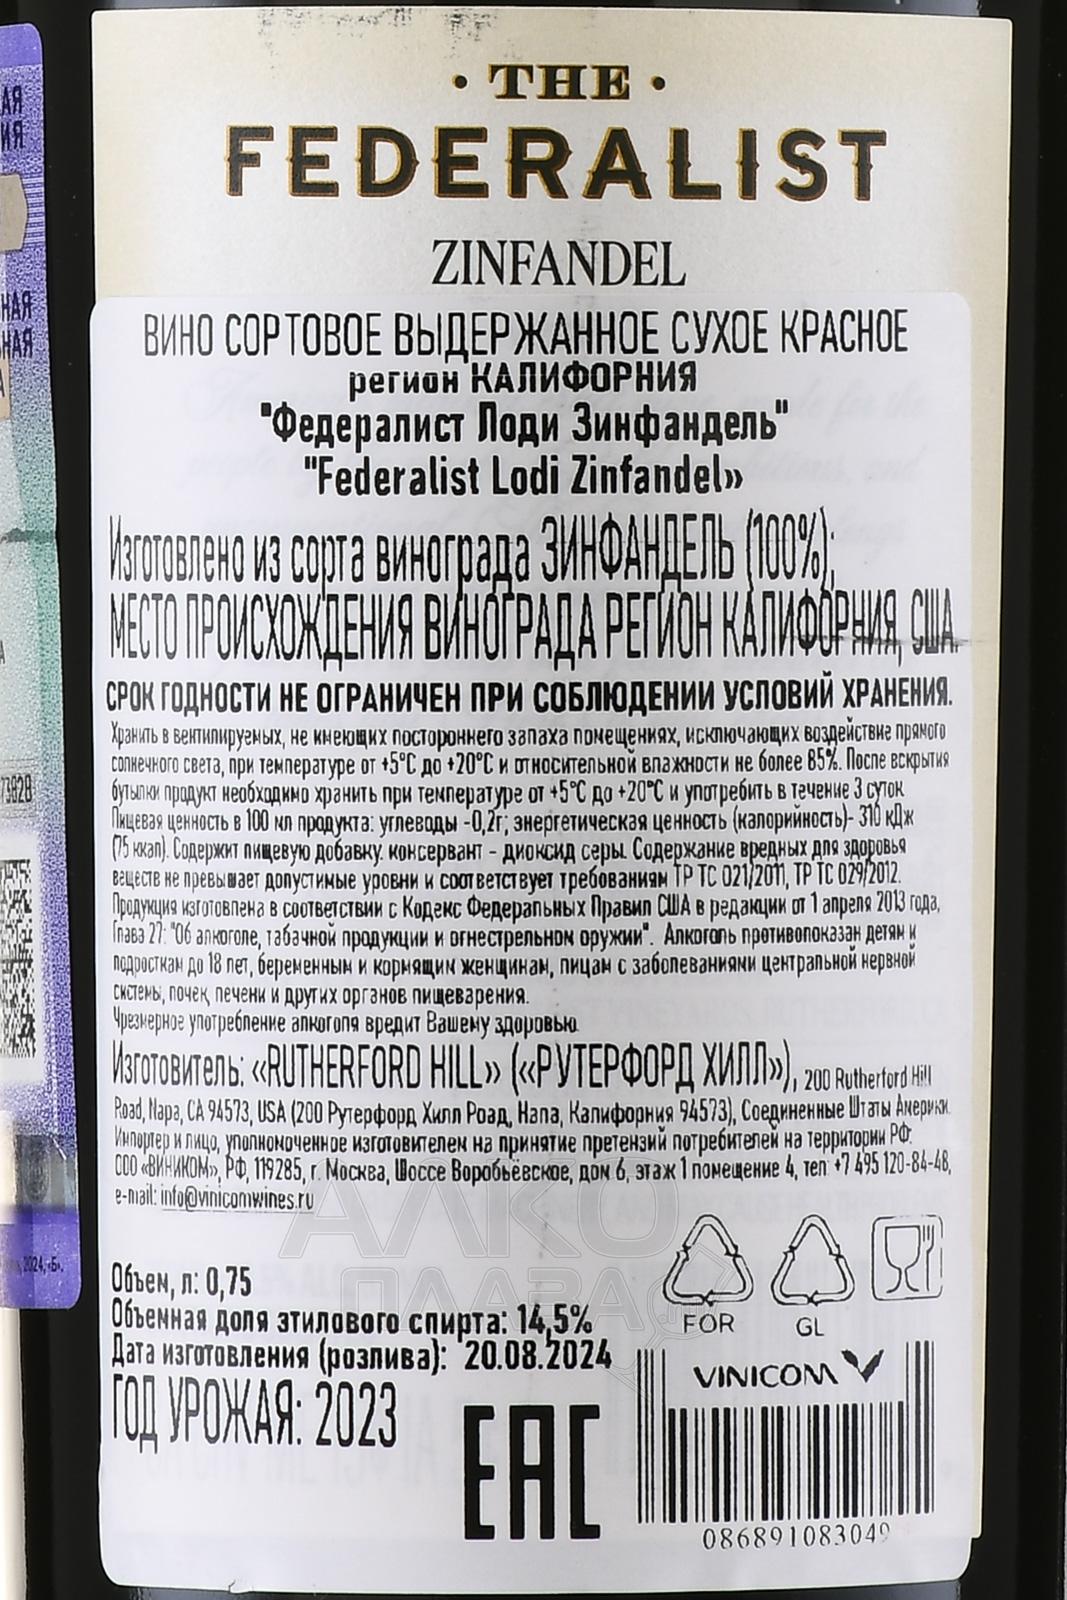 • THE •
FEDERALIST
ZINFANDEL
ВИНО СОРТОВОЕ ВЫДЕРЖАННОЕ СУХОЕ КРАСНОЕ
регион КАЛИФОРНИЯ
"Федералист Лоди Зинфандель"
"Federalist Lodi Zinfandel»
Изготовлено из сорта винограда ЗИНФАНДЕЛЬ (100%);
МЕСТО ПРОИСХОЖДЕНИЯ ВИНОГРАДА РЕГИОН КАЛИФОРНИЯ, США.
СРОК ГОДНОСТИ НЕ ОГРАНИЧЕН ПРИ СОБЛЮДЕНИИ УСЛОВИЙ ХРАНЕНИЯ.
Хранить в вентилируемых, не имеющих постороннего запаха помещениях, исключающих воздействие прямого
солнечного света, при температуре от +5°С до +20°С и относительной влажности не более 85%. После вскрытия
бутылки продукт необходимо хранить при температуре от +5°С до +20°С и употребить в течение 3 суток
Пищевая ценность в 100 мл продукта: углеводы -0,2г; энергетическая ценность (калорийность)- 310 кДж
(75 ккал). Содержит пищевую добавку: консервант - диоксид серы. Содержание вредных для здоровья
веществ не превышает допустимые уровни и соответствует требованиям ТР ТС 021/2011, ТР ТС 029/2012.
Продукция изготовлена в соответствии с Кодекс Федеральных Правил США в редакции от 1 апреля 2013 года,
Глава 27: "Об алкоголе, табачной продукции и огнестрельном оружии". Алкоголь противопоказан детям и
подросткам до 18 лет, беременным и кормящим женщинам, лицам с заболеваниями центральной нервной
системы, почек, печени и других органов пищеварения.
Чрезмерное употребление алкоголя вредит Вашему здоровью
Изготовитель: «RUTHERFORD HILL» («РУТЕРФОРД ХИЛЛ»), 200 Rutherford Hill
Road, Napa, CA 94573, USA (200 Рутерфорд Хилл Роад, Напа, Калифорния 94573), Соединенные Штаты Америки.
Импортер и лицо, уполномоченное изготовителем на принятие претензий потребителей на территории РФ:
ООО «ВИНИКОМ», РФ, 119285, г. Москва, Шоссе Воробьёвское, дом 6, этаж 1 помещение 4, тел +7 495 120-84-48,
e-mail: info@vinicomwines.ru
АЛКО
ПЛАВА
Объем, л: 0,75
Объемная доля этилового спирта: 14,5%
Дата изготовления (розлива): 20.08.2024
ГОД УРОЖАЯ: 2023
FOR
GL
VINICOM
ЕАС
086891083049
2024, «Б».